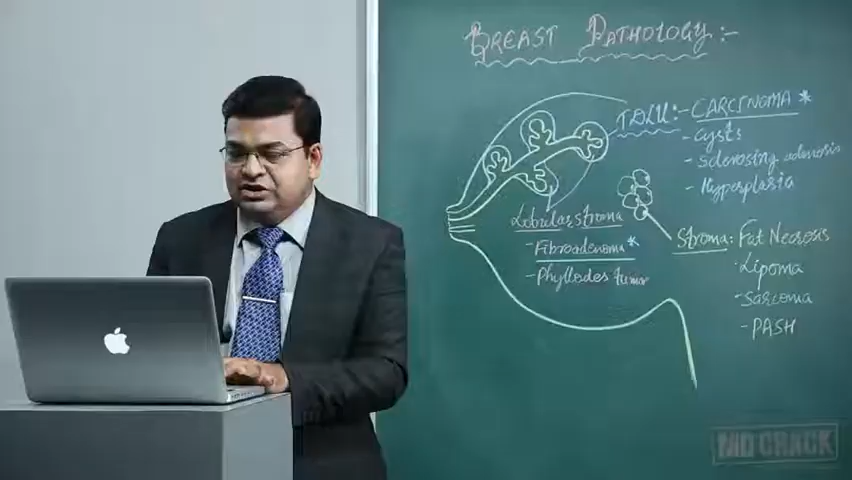 BREAST PATHOLOGY :-
TDLU :- CARCINOMA *
- Cysts
- Sclerosing adenosis
- Hyperplasia
Lobular stroma
- Fibroadenoma *
- Phyllodes tumor
Stroma : Fat Necrosis
Lipoma
- Sarcoma
- PASH
MD CRACK